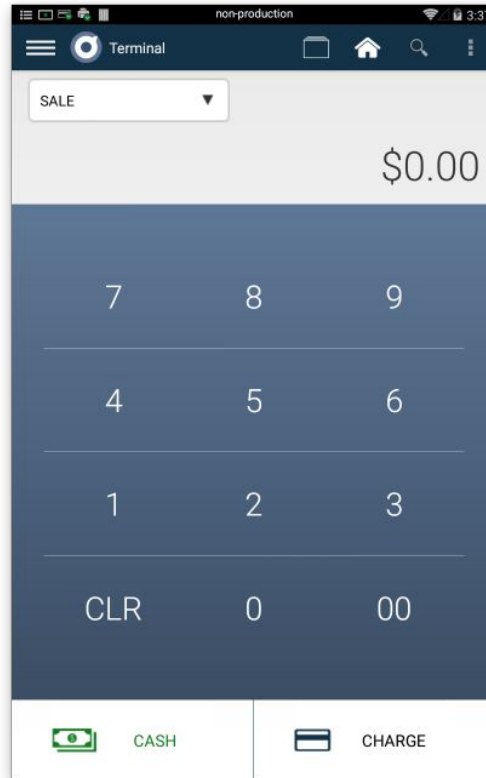 non-production 3:37
Terminal
SALE
$0.00
7 8 9
4 5 6
1 2 3
CLR 0 00
CASH CHARGE